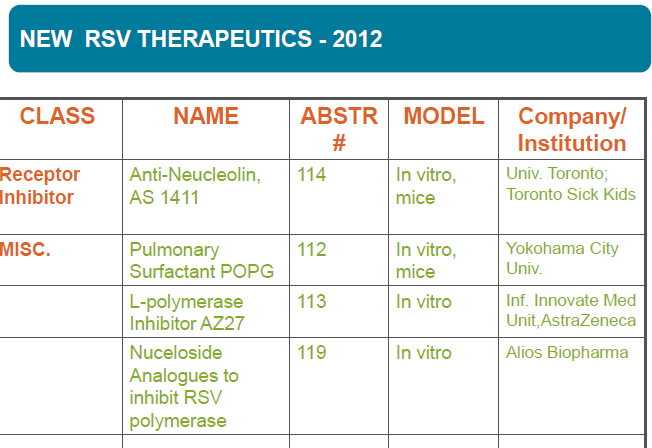 NEW RSV THERAPEUTICS - 2012
CLASS NAME ABSTR # MODEL Company/ Institution
Receptor Inhibitor Anti-Neucleolin, AS 1411 114 In vitro, mice Univ. Toronto; Toronto Sick Kids
MISC. Pulmonary Surfactant POPG 112 In vitro, mice Yokohama City Univ.
L-polymerase Inhibitor AZ27 113 In vitro Inf. Innovate Med Unit,AstraZeneca
Nuceloside Analogues to inhibit RSV polymerase 119 In vitro Alios Biopharma